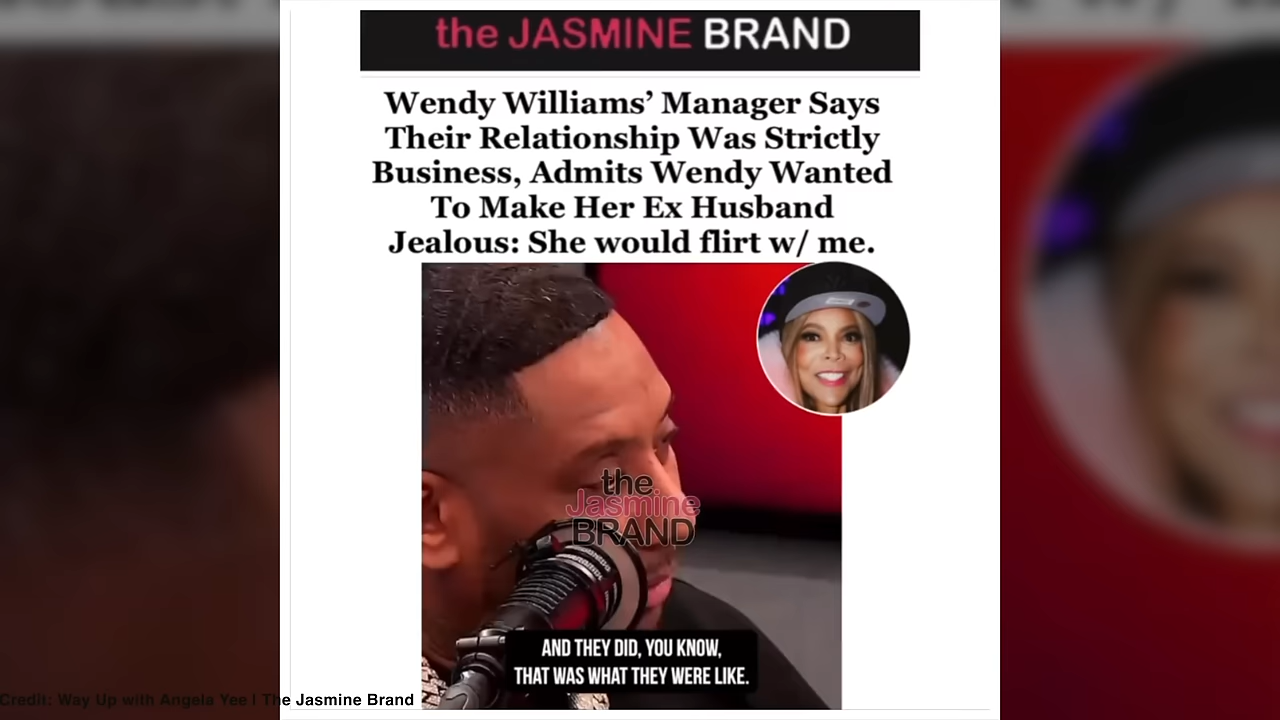 the JASMINE BRAND
Wendy Williams’ Manager Says
Their Relationship Was Strictly
Business, Admits Wendy Wanted
To Make Her Ex Husband
Jealous: She would flirt w/ me.
the
Jasmine
BRAND
AND THEY DID, YOU KNOW,
THAT WAS WHAT THEY WERE LIKE.
Credit: Way Up with Angela Yee | The Jasmine Brand